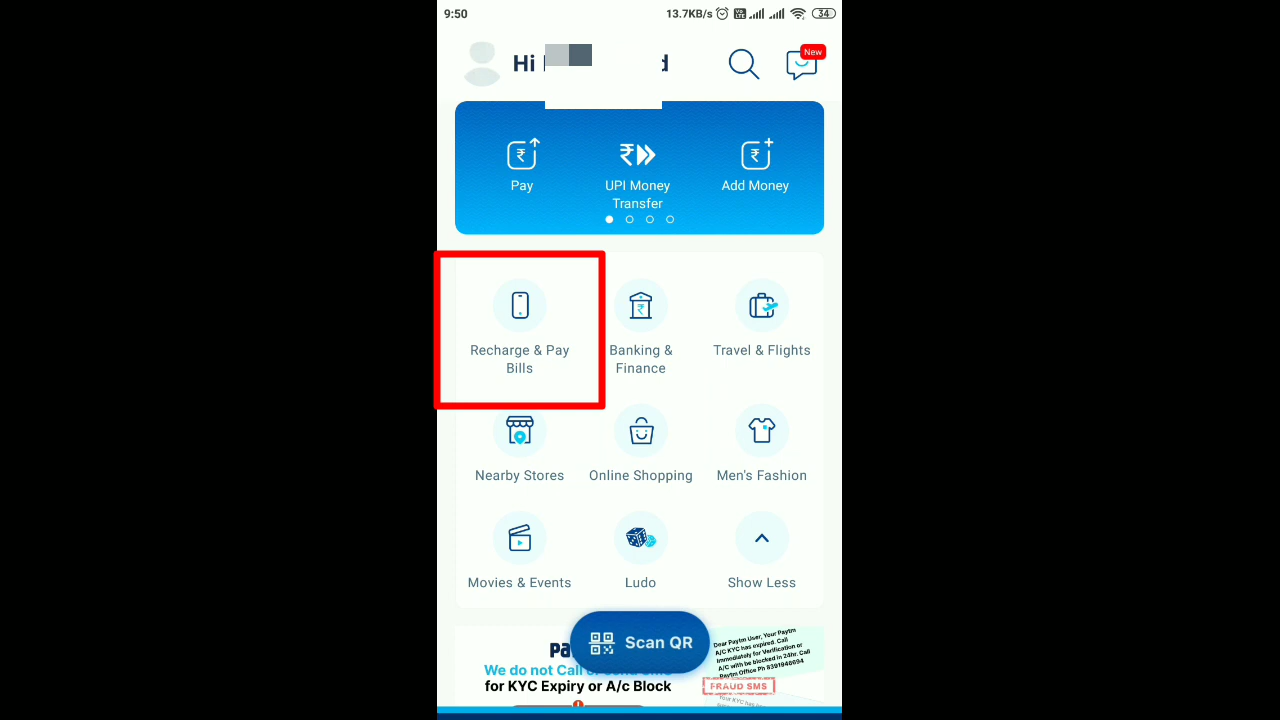 9:50 13.7KB/s 34
Hi
New
Pay
UPI Money
Transfer
Add Money
Recharge & Pay
Bills
Banking &
Finance
Travel & Flights
Nearby Stores
Online Shopping
Men's Fashion
Movies & Events
Ludo
Show Less
Scan QR
We do not Call
for KYC Expiry or A/c Block
Dear Paytm User, Your Paytm
A/C KYC has expired. Call
Immediately for Verification or
A/C with be blocked in 24hr. Call
Paytm Office Ph 8391940694
FRAUD SMS